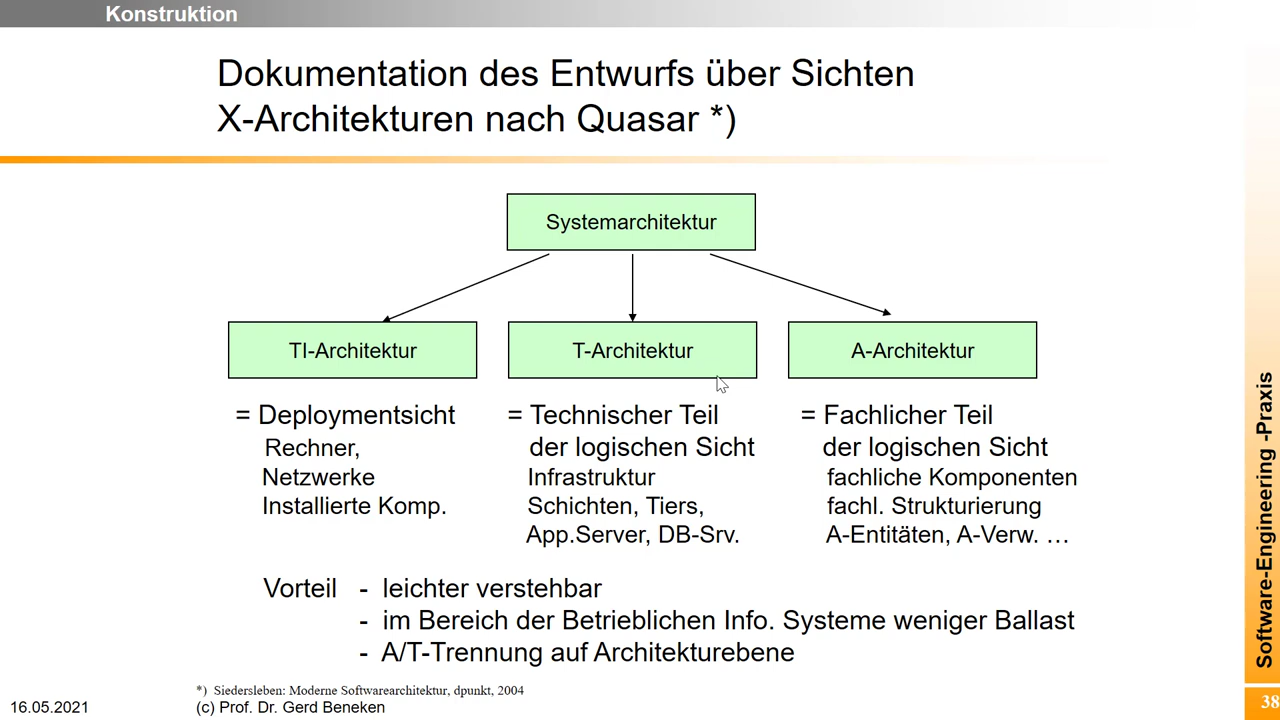 Konstruktion
Dokumentation des Entwurfs über Sichten
X-Architekturen nach Quasar *)
Systemarchitektur
TI-Architektur
T-Architektur
A-Architektur
= Deploymentsicht
Rechner,
Netzwerke
Installierte Komp.
= Technischer Teil
der logischen Sicht
Infrastruktur
Schichten, Tiers,
App.Server, DB-Srv.
= Fachlicher Teil
der logischen Sicht
fachliche Komponenten
fachl. Strukturierung
A-Entitäten, A-Verw. …
Vorteil - leichter verstehbar
- im Bereich der Betrieblichen Info. Systeme weniger Ballast
- A/T-Trennung auf Architekturebene
*) Siedersleben: Moderne Softwarearchitektur, dpunkt, 2004
16.05.2021
(c) Prof. Dr. Gerd Beneken
Software-Engineering -Praxis
38